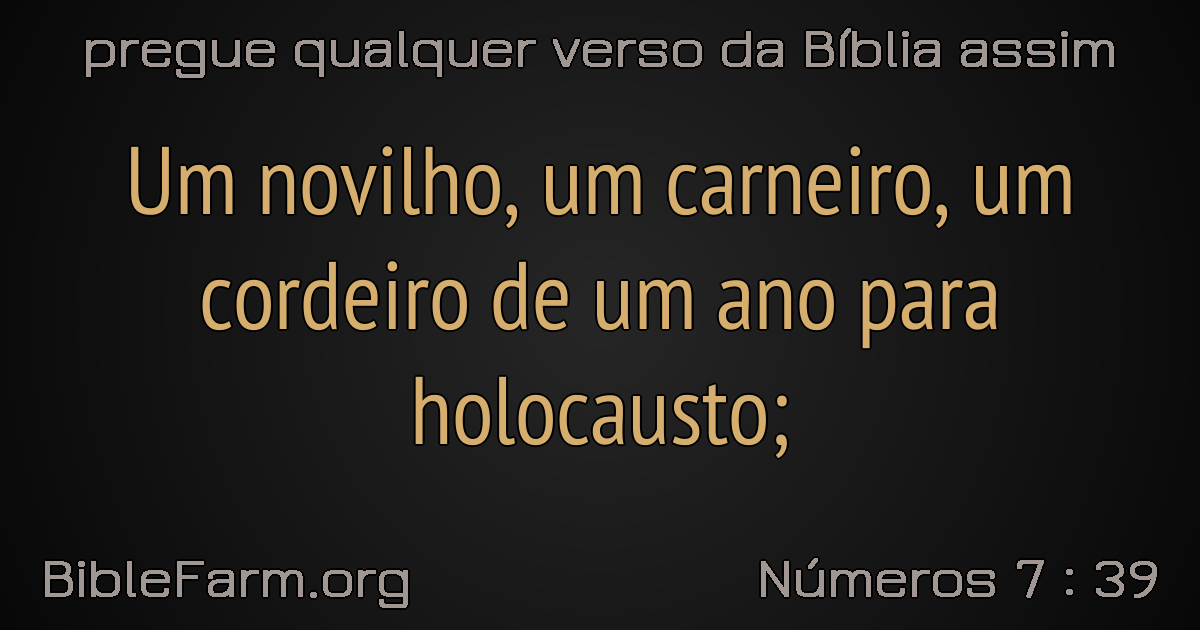 pregue qualquer verso da Bíblia assim
Um novilho, um carneiro, um
cordeiro de um ano para
holocausto;
BibleFarm.org
Números 7 : 39